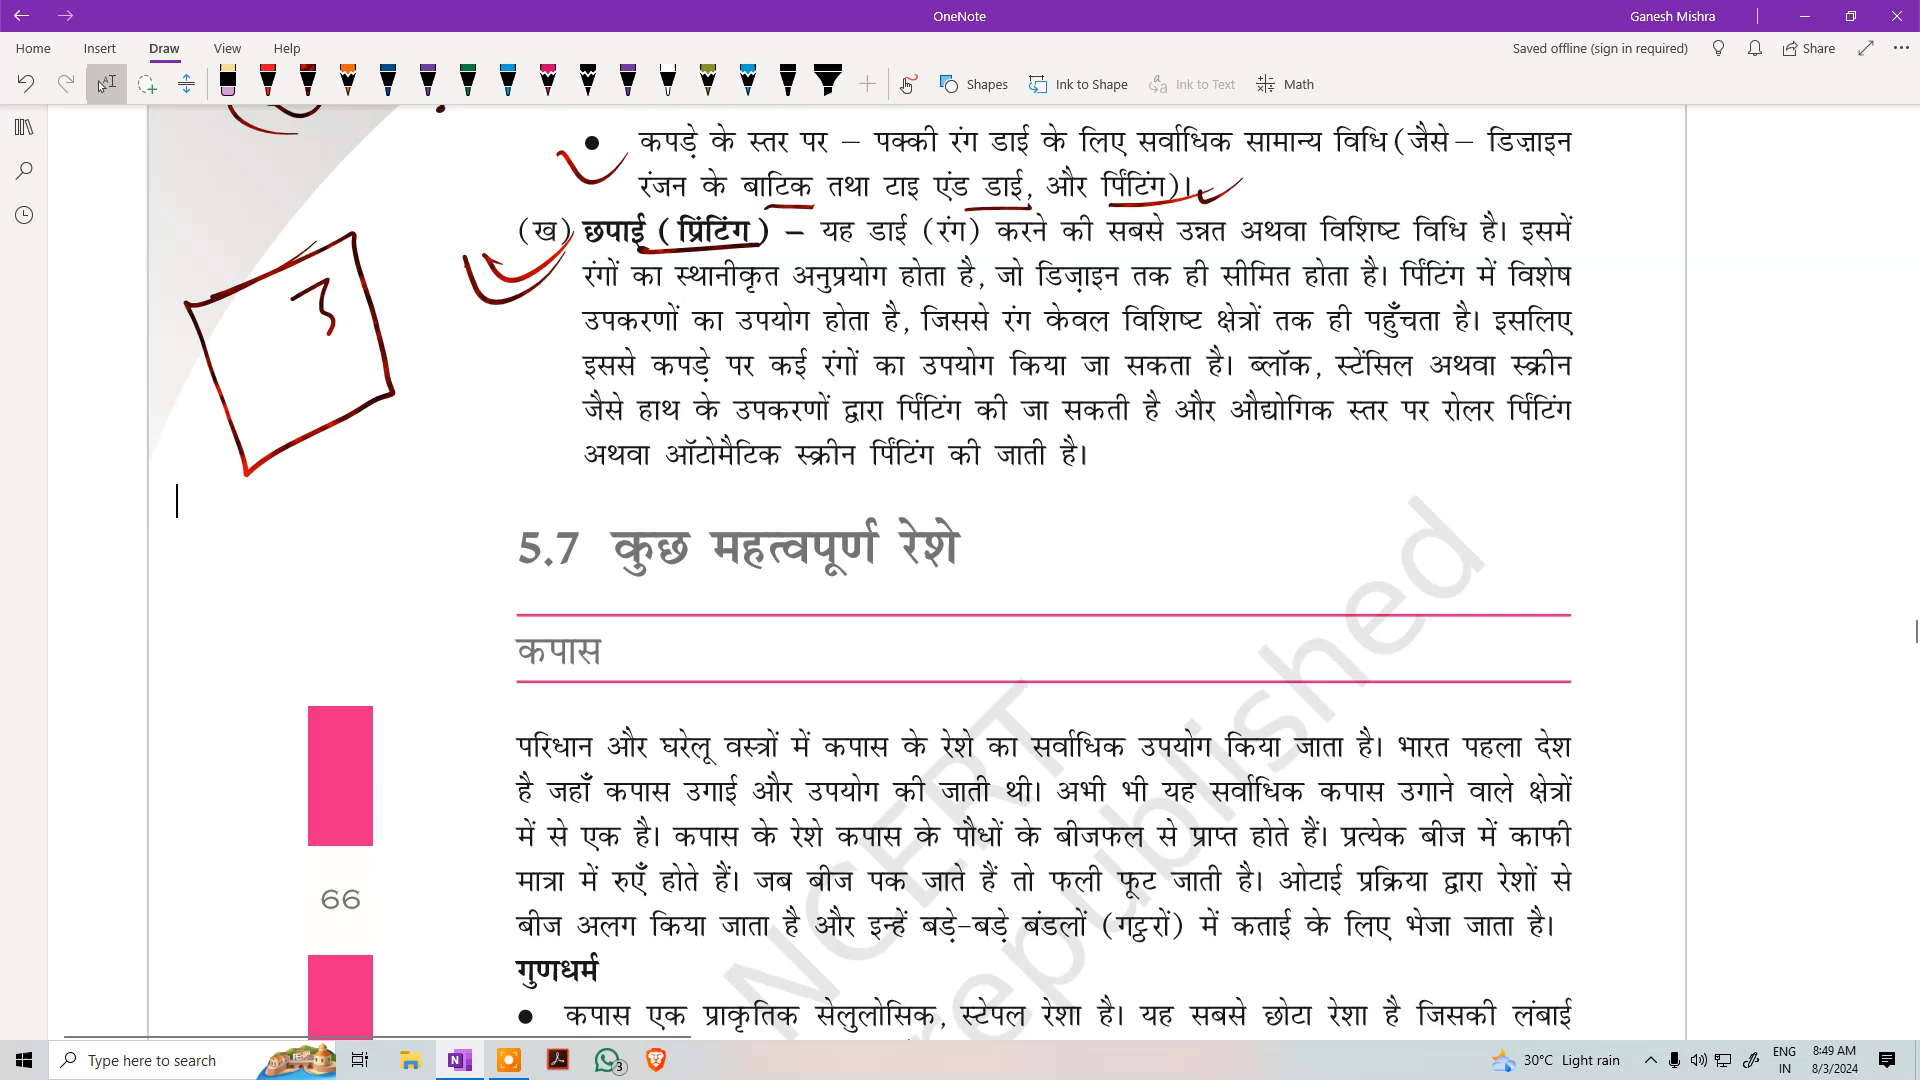 OneNote
Ganesh Mishra
Home Insert Draw View Help
Saved offline (sign in required) Share
Shapes Ink to Shape Ink to Text Math
कपड़े के स्तर पर – पक्की रंग डाई के लिए सर्वाधिक सामान्य विधि (जैसे – डिज़ाइन
रंजन के बाटिक तथा टाइ एंड डाई, और प्रिंटिंग)।
(ख) छपाई (प्रिंटिंग) – यह डाई (रंग) करने की सबसे उन्नत अथवा विशिष्ट विधि है। इसमें
रंगों का स्थानीकृत अनुप्रयोग होता है, जो डिज़ाइन तक ही सीमित होता है। प्रिंटिंग में विशेष
उपकरणों का उपयोग होता है, जिससे रंग केवल विशिष्ट क्षेत्रों तक ही पहुँचता है। इसलिए
इससे कपड़े पर कई रंगों का उपयोग किया जा सकता है। ब्लॉक, स्टेंसिल अथवा स्क्रीन
जैसे हाथ के उपकरणों द्वारा प्रिंटिंग की जा सकती है और औद्योगिक स्तर पर रोलर प्रिंटिंग
अथवा ऑटोमैटिक स्क्रीन प्रिंटिंग की जाती है।
5.7 कुछ महत्वपूर्ण रेशे
कपास
परिधान और घरेलू वस्त्रों में कपास के रेशे का सर्वाधिक उपयोग किया जाता है। भारत पहला देश
है जहाँ कपास उगाई और उपयोग की जाती थी। अभी भी यह सर्वाधिक कपास उगाने वाले क्षेत्रों
में से एक है। कपास के रेशे कपास के पौधों के बीजफल से प्राप्त होते हैं। प्रत्येक बीज में काफी
मात्रा में रुएँ होते हैं। जब बीज पक जाते हैं तो फली फूट जाती है। ओटाई प्रक्रिया द्वारा रेशों से
बीज अलग किया जाता है और इन्हें बड़े-बड़े बंडलों (गट्ठरों) में कताई के लिए भेजा जाता है।
66
गुणधर्म
कपास एक प्राकृतिक सेलुलोसिक, स्टेपल रेशा है। यह सबसे छोटा रेशा है जिसकी लंबाई
NCERT
republished
Type here to search
3
30°C Light rain
ENG
IN
8:49 AM
8/3/2024